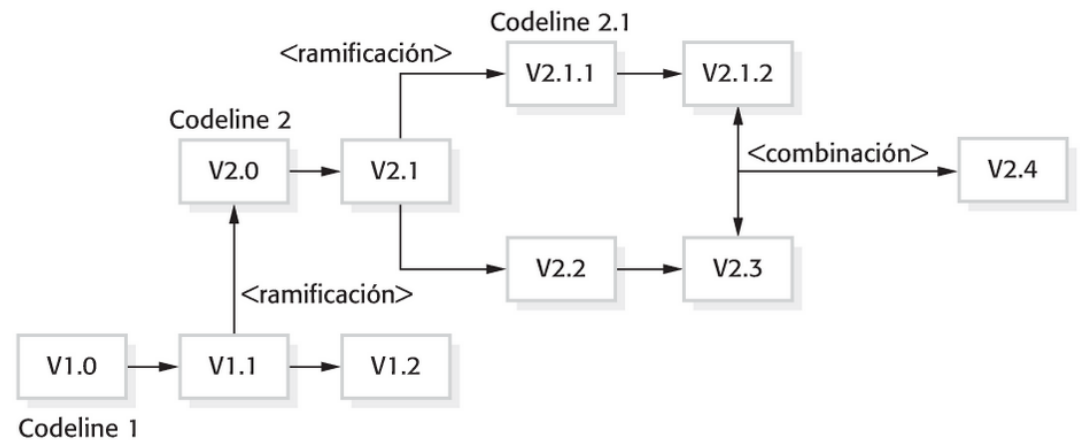 Codeline 2.1
<ramificación>
V2.1.1
V2.1.2
Codeline 2
V2.0
V2.1
<combinación>
V2.4
V2.2
V2.3
<ramificación>
V1.0
V1.1
V1.2
Codeline 1